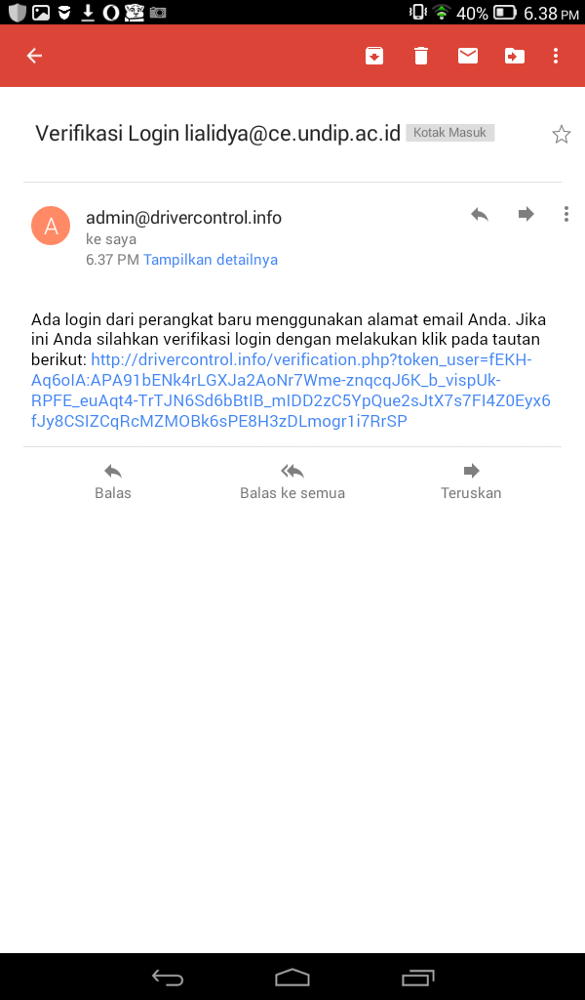 40% 6.38 PM
Verifikasi Login lialidya@ce.undip.ac.id Kotak Masuk
A
admin@drivercontrol.info
ke saya
6.37 PM Tampilkan detailnya
Ada login dari perangkat baru menggunakan alamat email Anda. Jika
ini Anda silahkan verifikasi login dengan melakukan klik pada tautan
berikut: http://drivercontrol.info/verification.php?token_user=fEKH-
Aq6oIA:APA91bENk4rLGXJa2AoNr7Wme-znqcqJ6K_b_vispUk-
RPFE_euAqt4-TrTJN6Sd6bBtIB_mIDD2zC5YpQue2sJtX7s7FI4Z0Eyx6
fJy8CSIZCqRcMZMOBk6sPE8H3zDLmogr1i7RrSP
Balas
Balas ke semua
Teruskan